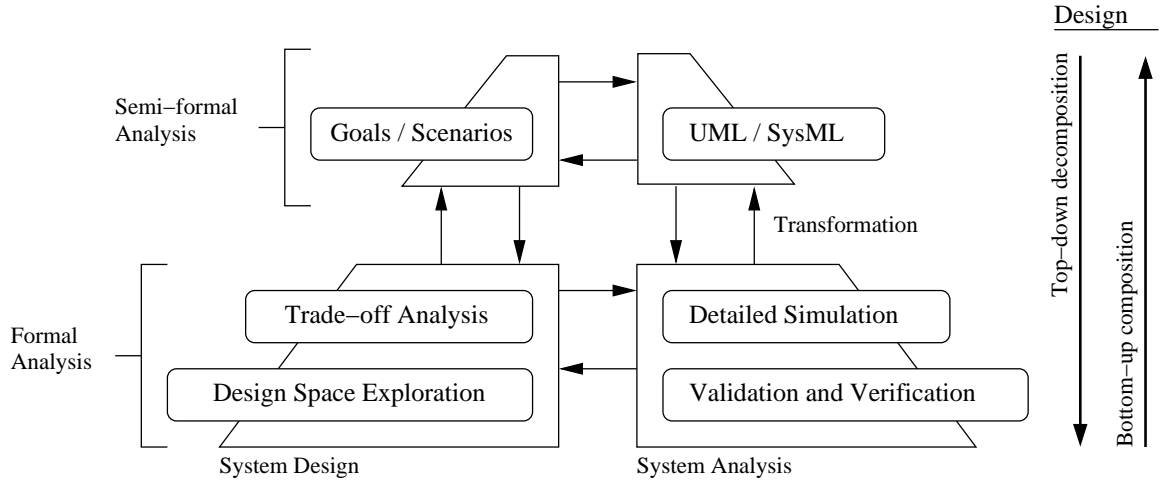 Design
Semi−formal
Analysis
Goals / Scenarios
UML / SysML
Transformation
Top−down decomposition
Bottom−up composition
Formal
Analysis
Trade−off Analysis
Detailed Simulation
Design Space Exploration
Validation and Verification
System Design
System Analysis